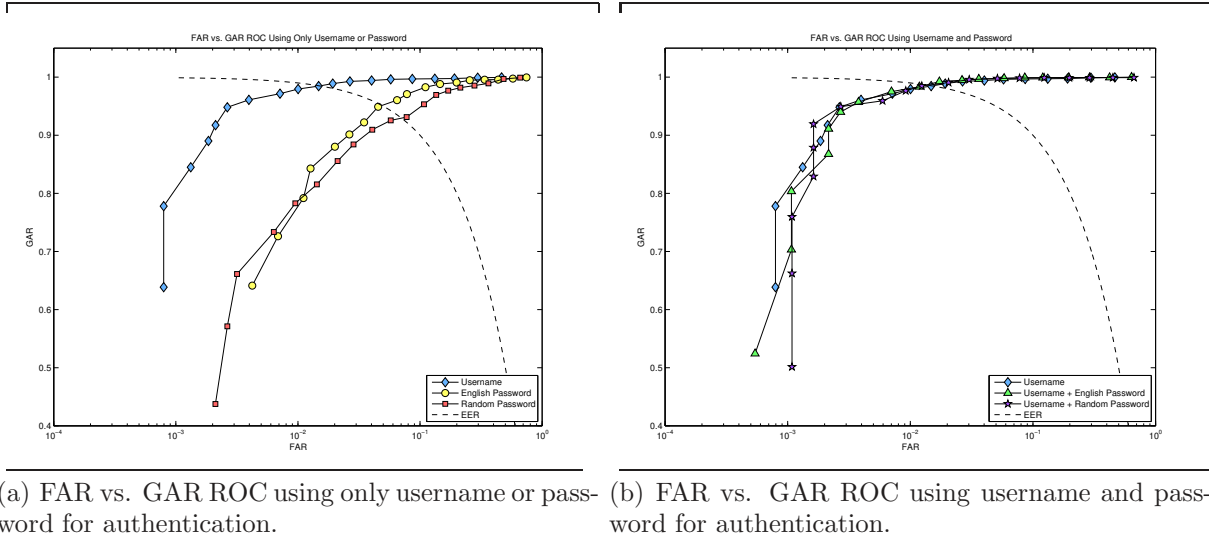 FAR vs. GAR ROC Using Only Username or Password
1
0.9
0.8
0.7
0.6
0.5
0.4
GAR
10⁻⁴
10⁻³
10⁻²
10⁻¹
10⁰
FAR
Username
English Password
Random Password
EER
FAR vs. GAR ROC Using Username and Password
1
0.9
0.8
0.7
0.6
0.5
0.4
GAR
10⁻⁴
10⁻³
10⁻²
10⁻¹
10⁰
FAR
Username
Username + English Password
Username + Random Password
EER
(a) FAR vs. GAR ROC using only username or pass-
word for authentication.
(b) FAR vs. GAR ROC using username and pass-
word for authentication.